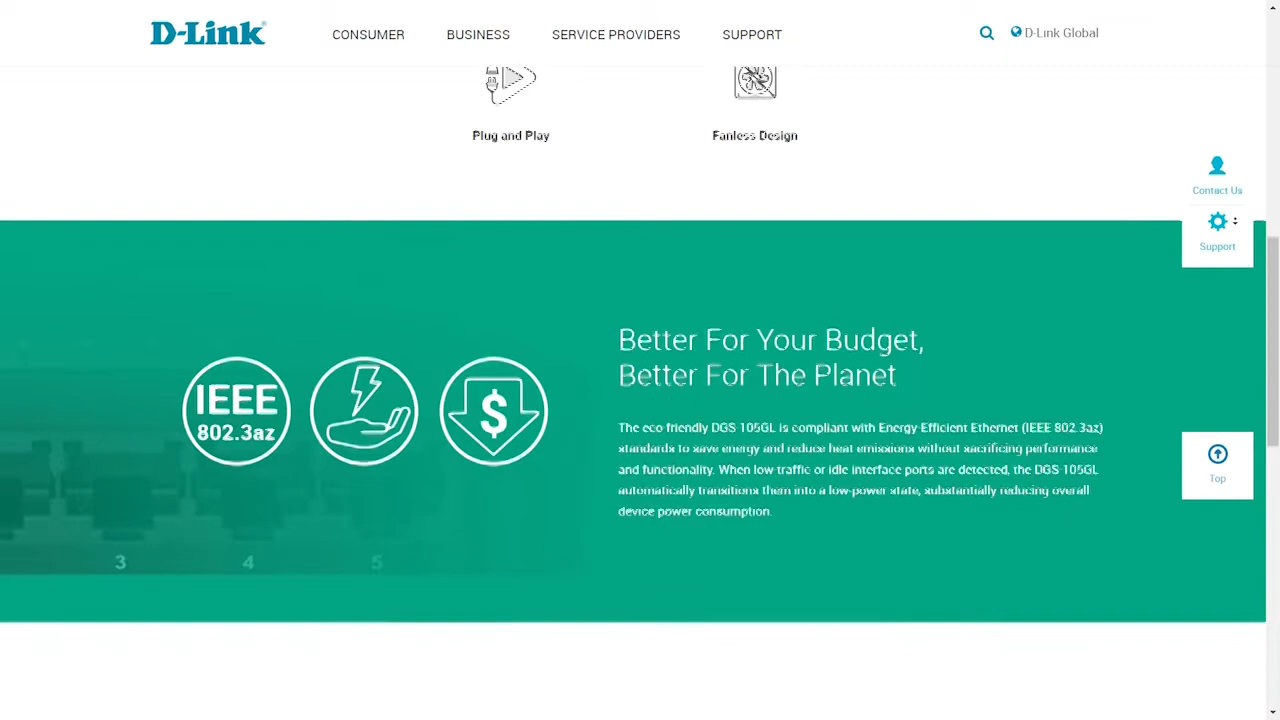 D-Link
CONSUMER BUSINESS SERVICE PROVIDERS SUPPORT D-Link Global
Plug and Play Fanless Design
Contact Us
Support
Better For Your Budget,
Better For The Planet
IEEE
802.3az
$
The eco friendly DGS 105GL is compliant with Energy Efficient Ethernet (IEEE 802.3az)
standards to save energy and reduce heat emissions without sacrificing performance
and functionality. When low-traffic or idle interface ports are detected, the DGS 105GL
automatically transitions them into a low-power state, substantially reducing overall
device power consumption.
Top
3 4 5